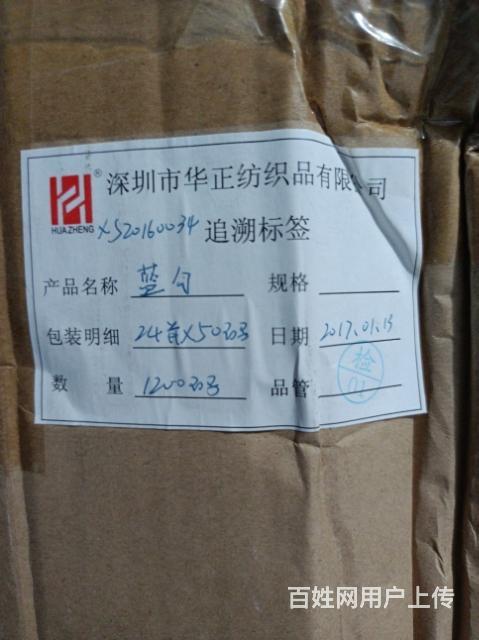 深圳市华正纺织品有限公司
HUAZHENG®
XS20160034 追溯标签
产品名称 蓝白 规格
包装明细 24首X50码 日期 2017.01.13
数量 1200码 品管 检 01
百姓网用户上传